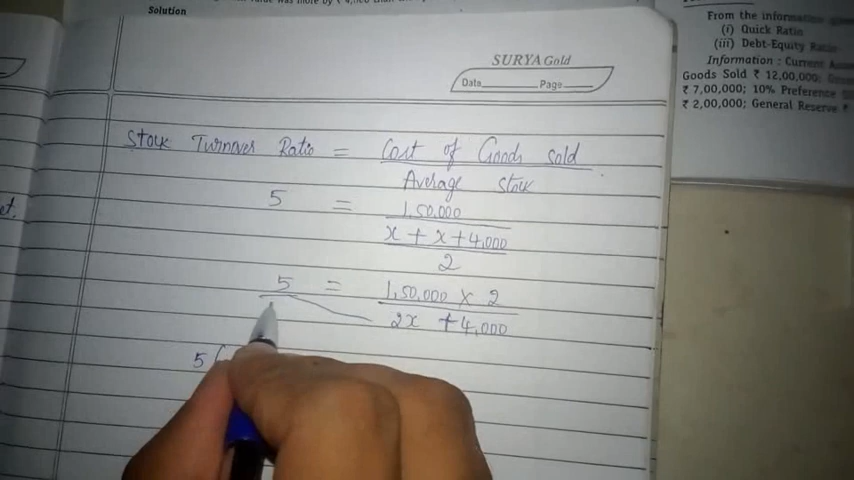 Solution
SURYA Gold
Data Page
Stock Turnover Ratio = Cost of Goods sold
Average stock
5 = 1,50,000
x + x + 4,000
2
5 = 1,50,000 x 2
2x + 4,000
5 (
et.
From the information
(i) Quick Ratio
(iii) Debt-Equity Ratio
Information : Current
Goods Sold ₹ 12,00,000;
₹ 7,00,000; 10% Preference
₹ 2,00,000; General Reserve ₹